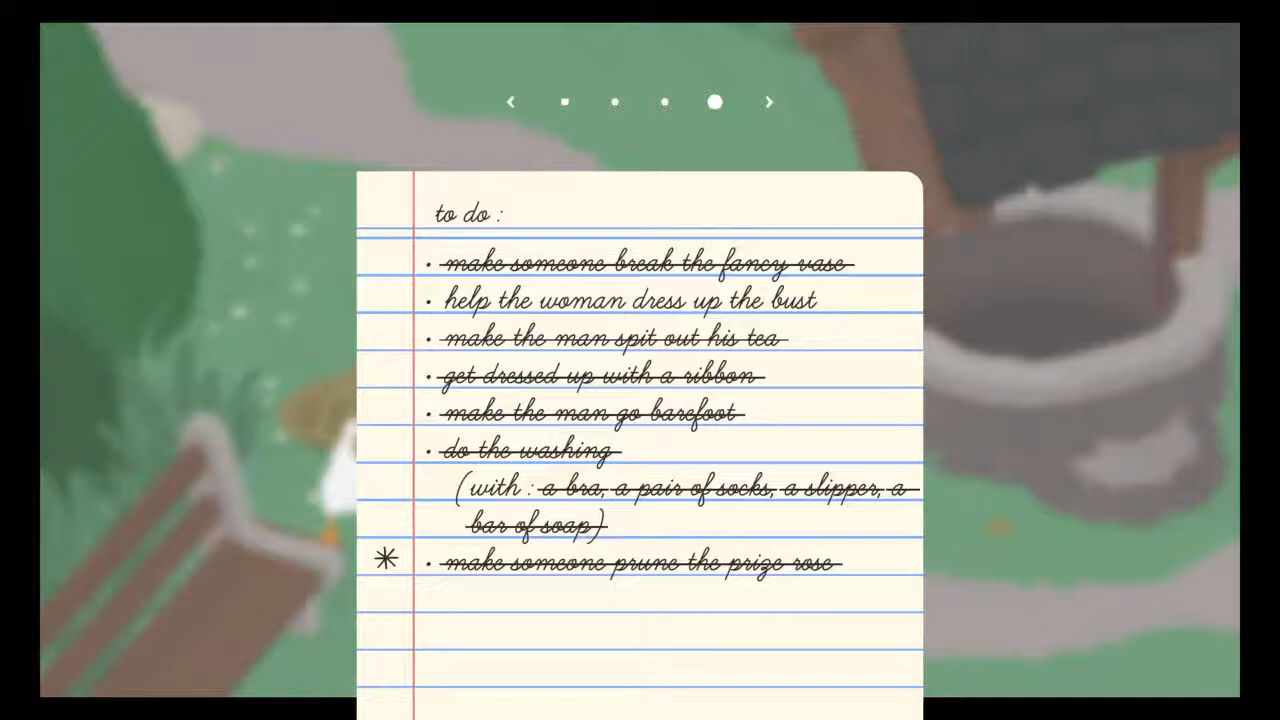 to do :
• make someone break the fancy vase
• help the woman dress up the bust
• make the man spit out his tea
• get dressed up with a ribbon
• make the man go barefoot
• do the washing
(with : a bra, a pair of socks, a slipper, a
bar of soap)
• make someone prune the prize rose